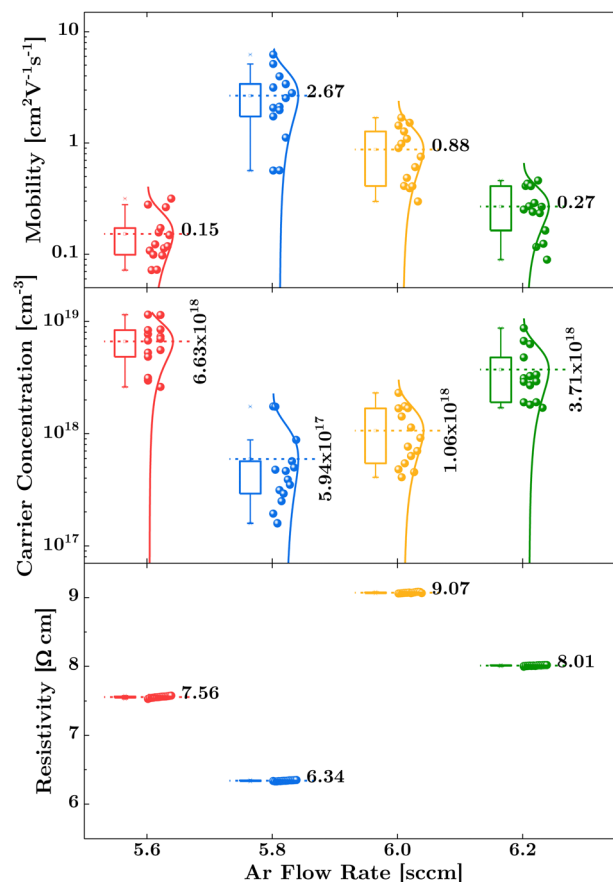 Mobility [cm²V⁻¹s⁻¹]
10
1
0.1
0.15
2.67
0.88
0.27
Carrier Concentration [cm⁻³]
10¹⁹
10¹⁸
10¹⁷
6.63x10¹⁸
5.94x10¹⁷
1.06x10¹⁸
3.71x10¹⁸
Resistivity [Ω cm]
9
8
7
6
7.56
6.34
9.07
8.01
5.6 5.8 6.0 6.2
Ar Flow Rate [sccm]